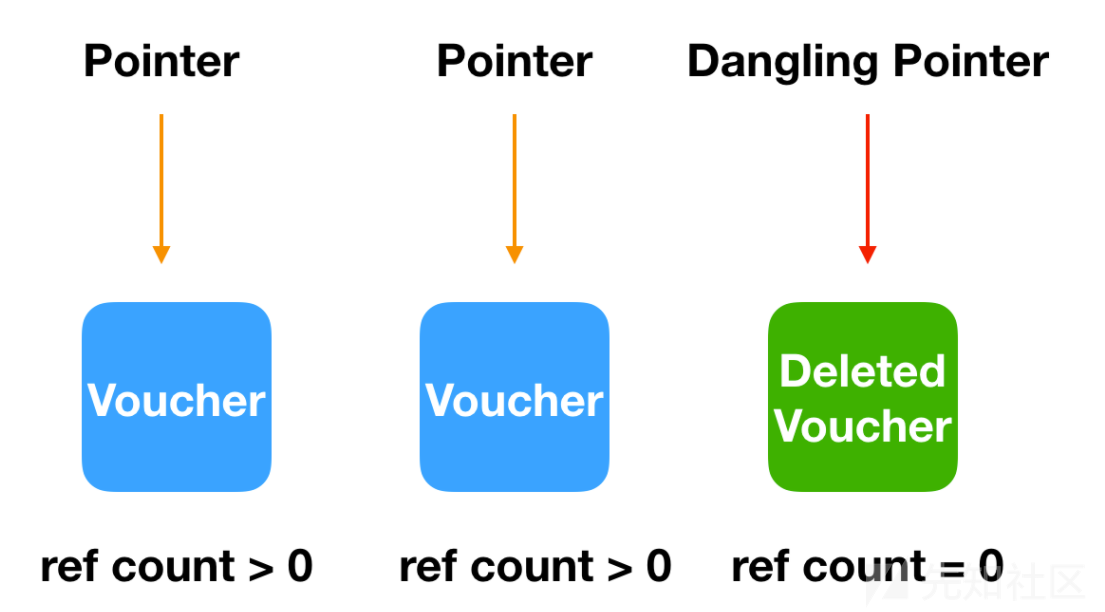 Pointer Pointer Dangling Pointer
Voucher Voucher Deleted
Voucher
ref count > 0 ref count > 0 ref count = 0
先知社区